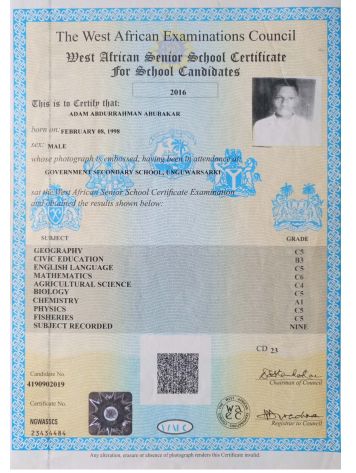 The West African Examinations Council
West African Senior School Certificate
For School Candidates
2016
This is to Certify that:
ADAM ABDURRAHMAN ABUBAKAR
born on: FEBRUARY 08, 1998
sex: MALE
whose photograph is embossed, having been in attendance at:
GOVERNMENT SECONDARY SCHOOL, UNGUWARSARKI
sat the West African Senior School Certificate Examination
and obtained the results shown below:
SUBJECT GRADE
GEOGRAPHY C5
CIVIC EDUCATION B3
ENGLISH LANGUAGE C5
MATHEMATICS C6
AGRICULTURAL SCIENCE C4
BIOLOGY C5
CHEMISTRY A1
PHYSICS C5
FISHERIES C5
SUBJECT RECORDED NINE
CD 23
Candidate No.
4190902019
Chairman of Council
Certificate No.
NGWASSCE
23434484
WAEC
Registrar to Council
Any alteration, erasure or absence of photograph renders this Certificate Invalid.